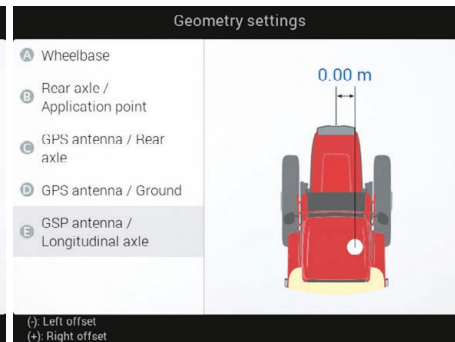 Geometry settings
A Wheelbase
B Rear axle /
Application point
C GPS antenna / Rear
axle
D GPS antenna / Ground
E GSP antenna /
Longitudinal axle
0.00 m
(-): Left offset
(+): Right offset